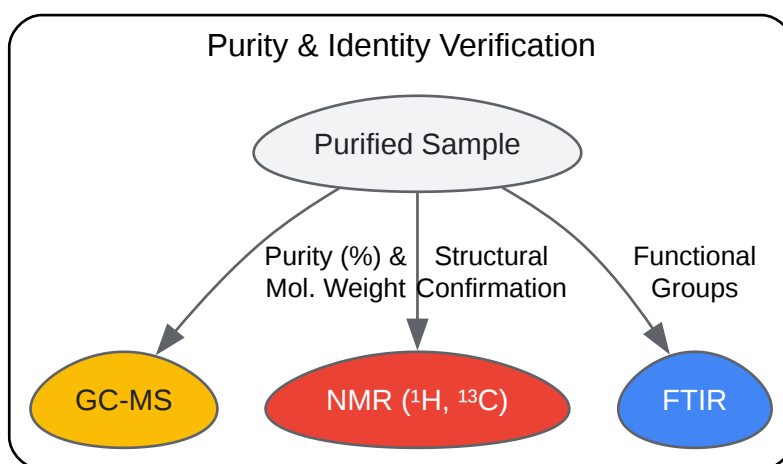 Purity & Identity Verification
Purified Sample
Purity (%) &
Mol. Weight
Structural
Confirmation
Functional
Groups
GC-MS
NMR (¹H, ¹³C)
FTIR